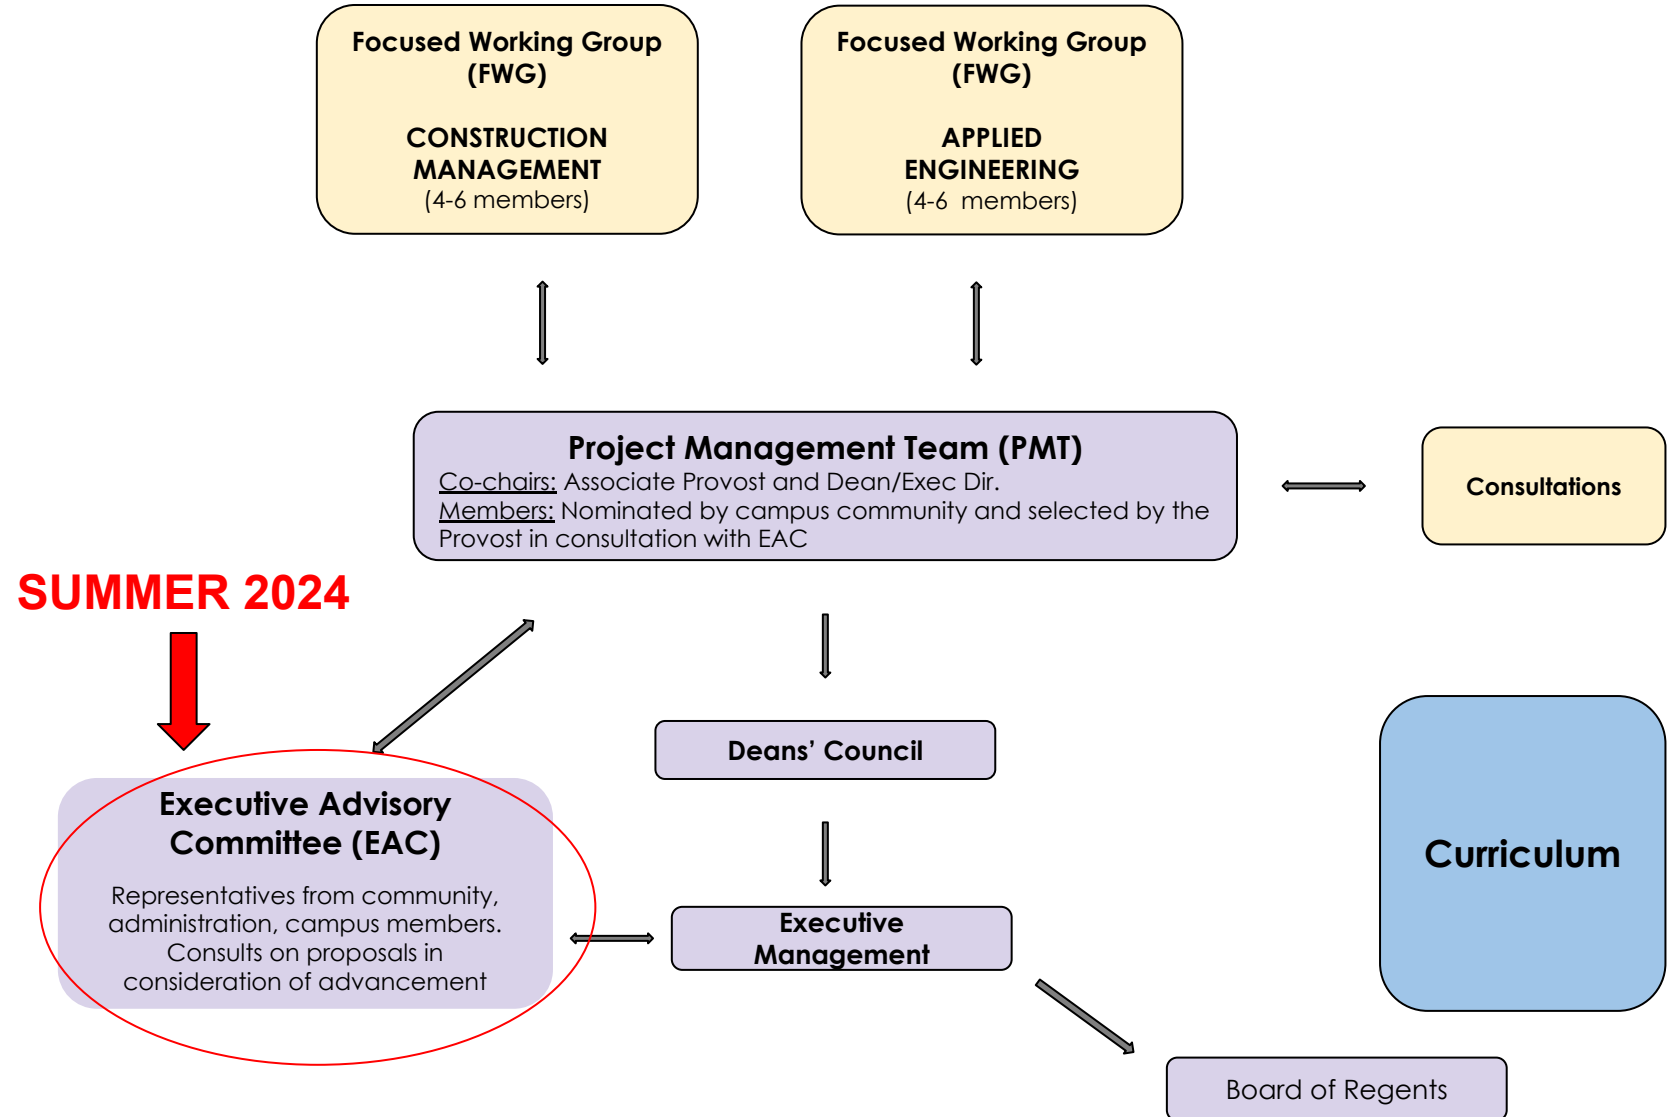 Focused Working Group
(FWG)
CONSTRUCTION
MANAGEMENT
(4-6 members)
Focused Working Group
(FWG)
APPLIED
ENGINEERING
(4-6  members)
Project Management Team (PMT)
Co-chairs: Associate Provost and Dean/Exec Dir.
Members: Nominated by campus community and selected by the
Provost in consultation with EAC
Consultations
SUMMER 2024
Deans’ Council
Executive Advisory
Committee (EAC)
Representatives from community,
administration, campus members.
Consults on proposals in
consideration of advancement
Executive
Management
Curriculum
Board of Regents